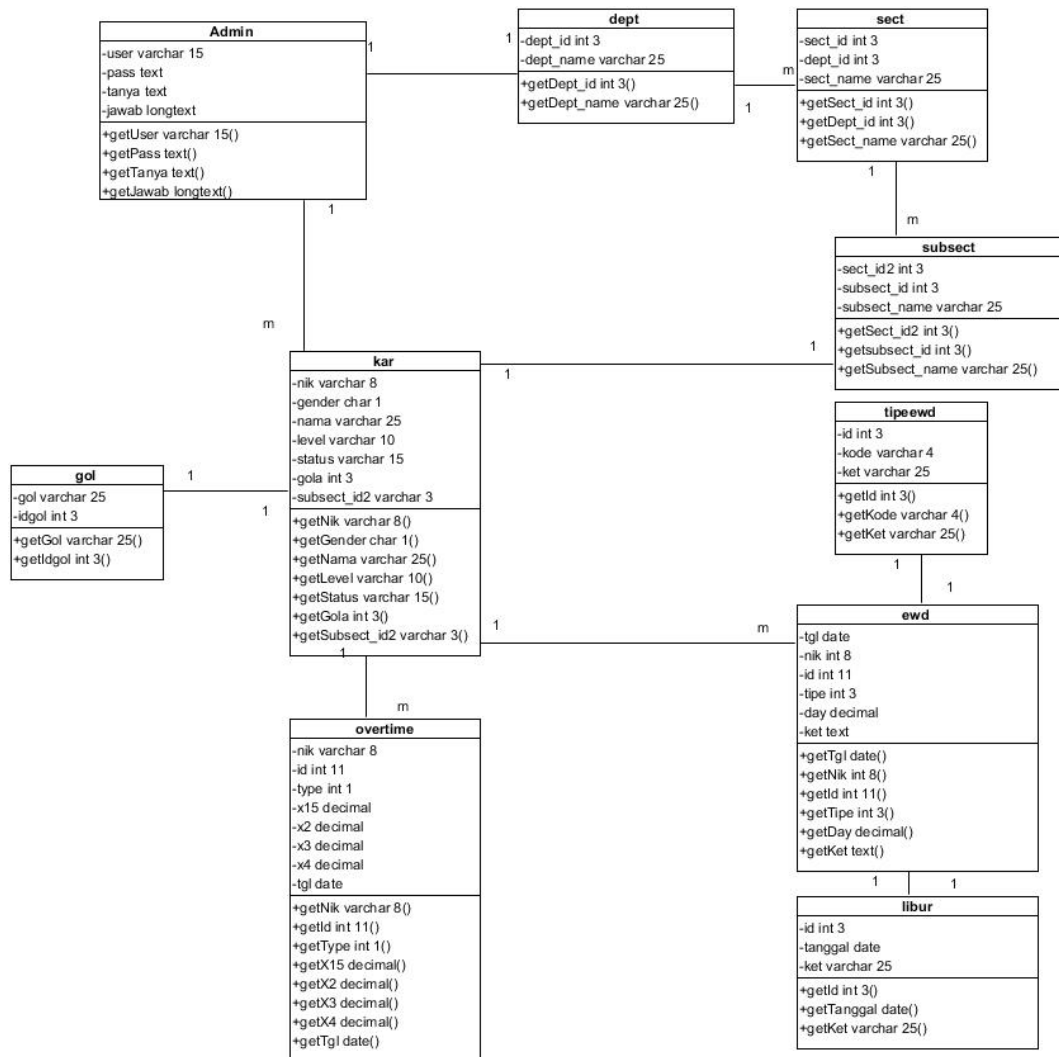 Admin
-user varchar 15
-pass text
-tanya text
-jawab longtext
+getUser varchar 15()
+getPass text()
+getTanya text()
+getJawab longtext()
1
1
dept
-dept_id int 3
-dept_name varchar 25
+getDept_id int 3()
+getDept_name varchar 25()
m
1
sect
-sect_id int 3
-dept_id int 3
-sect_name varchar 25
+getSect_id int 3()
+getDept_id int 3()
+getSect_name varchar 25()
1
m
1
m
subsect
-sect_id2 int 3
-subsect_id int 3
-subsect_name varchar 25
+getSect_id2 int 3()
+getsubsect_id int 3()
+getSubsect_name varchar 25()
1
1
kar
-nik varchar 8
-gender char 1
-nama varchar 25
-level varchar 10
-status varchar 15
-gola int 3
-subsect_id2 varchar 3
+getNik varchar 8()
+getGender char 1()
+getNama varchar 25()
+getLevel varchar 10()
+getStatus varchar 15()
+getGola int 3()
+getSubsect_id2 varchar 3()
gol
-gol varchar 25
-idgol int 3
+getGol varchar 25()
+getIdgol int 3()
1
1
tipeewd
-id int 3
-kode varchar 4
-ket varchar 25
+getId int 3()
+getKode varchar 4()
+getKet varchar 25()
1
1
1
m
ewd
-tgl date
-nik int 8
-id int 11
-tipe int 3
-day decimal
-ket text
+getTgl date()
+getNik int 8()
+getId int 11()
+getTipe int 3()
+getDay decimal()
+getKet text()
1
m
overtime
-nik varchar 8
-id int 11
-type int 1
-x15 decimal
-x2 decimal
-x3 decimal
-x4 decimal
-tgl date
+getNik varchar 8()
+getId int 11()
+getType int 1()
+getX15 decimal()
+getX2 decimal()
+getX3 decimal()
+getX4 decimal()
+getTgl date()
1
1
libur
-id int 3
-tanggal date
-ket varchar 25
+getId int 3()
+getTanggal date()
+getKet varchar 25()